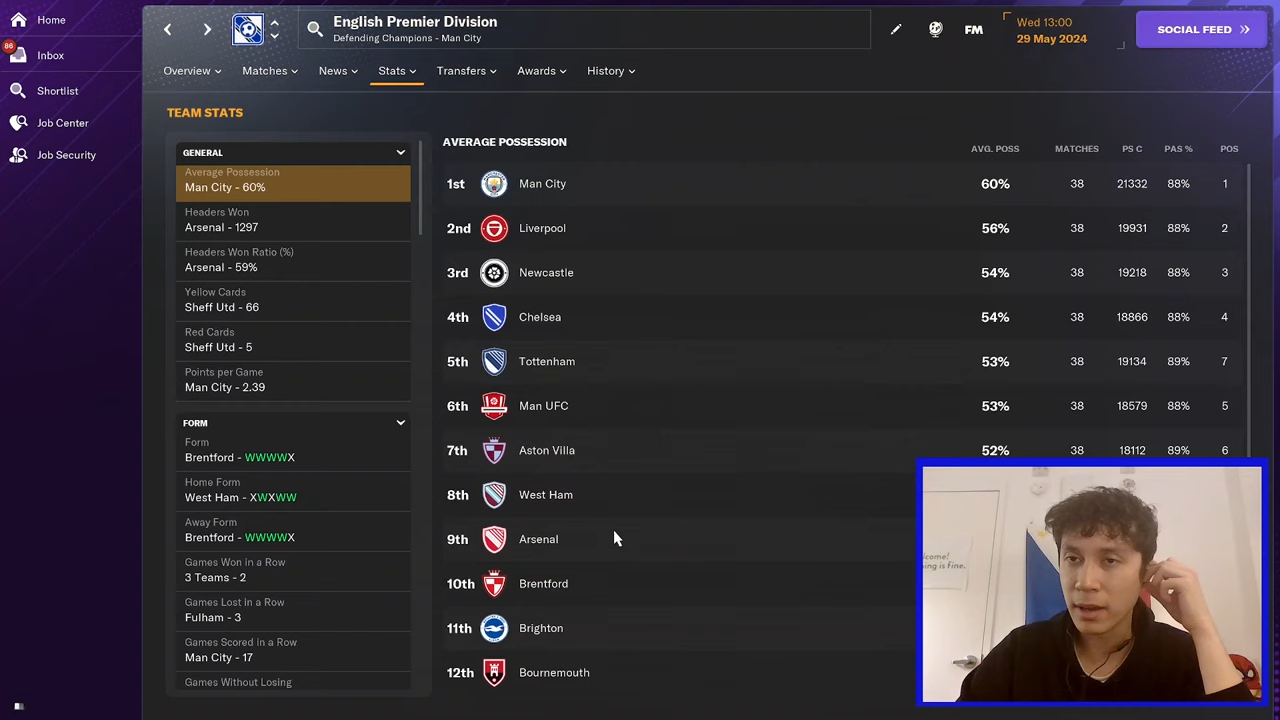 Home
English Premier Division
Defending Champions - Man City
FM
Wed 13:00
29 May 2024
SOCIAL FEED
86
Inbox
Shortlist
Job Center
Job Security
Overview
Matches
News
Stats
Transfers
Awards
History
TEAM STATS
GENERAL
Average Possession
Man City - 60%
Headers Won
Arsenal - 1297
Headers Won Ratio (%)
Arsenal - 59%
Yellow Cards
Sheff Utd - 66
Red Cards
Sheff Utd - 5
Points per Game
Man City - 2.39
FORM
Form
Brentford - WWWWX
Home Form
West Ham - XWXWW
Away Form
Brentford - WWWWX
Games Won in a Row
3 Teams - 2
Games Lost in a Row
Fulham - 3
Games Scored in a Row
Man City - 17
Games Without Losing
AVERAGE POSSESSION
AVG. POSS MATCHES PS C PAS % POS
1st Man City 60% 38 21332 88% 1
2nd Liverpool 56% 38 19931 88% 2
3rd Newcastle 54% 38 19218 88% 3
4th Chelsea 54% 38 18866 88% 4
5th Tottenham 53% 38 19134 89% 7
6th Man UFC 53% 38 18579 88% 5
7th Aston Villa 52% 38 18112 89% 6
8th West Ham
9th Arsenal
10th Brentford
11th Brighton
12th Bournemouth